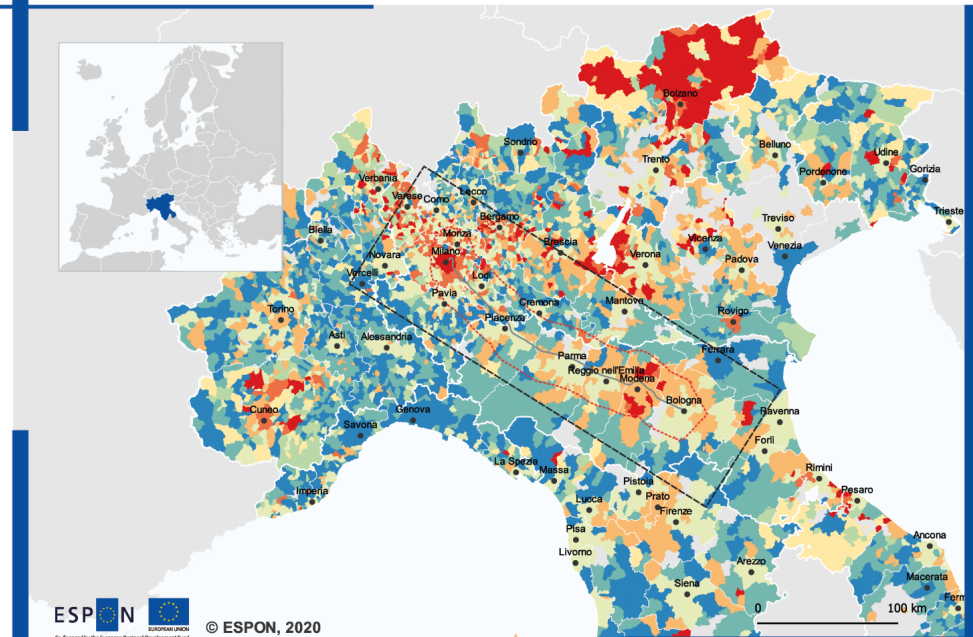 Bolzano
Sondrio
Trento
Belluno
Udine
Pordenone
Gorizia
Verbania
Varese
Como
Lecco
Bergamo
Treviso
Trieste
Biella
Monza
Milano
Brescia
Vicenza
Venezia
Novara
Verona
Padova
Vercelli
Lodi
Pavia
Cremona
Mantova
Torino
Piacenza
Rovigo
Asti
Alessandria
Parma
Ferrara
Reggio nell'Emilia
Modena
Bologna
Cuneo
Genova
Savona
Ravenna
Forlì
La Spezia
Massa
Rimini
Imperia
Pistoia
Pesaro
Lucca
Prato
Firenze
Pisa
Livorno
Ancona
Arezzo
Siena
Macerata
Ferm
0 100 km
ESPON
EUROPEAN UNION
© ESPON, 2020